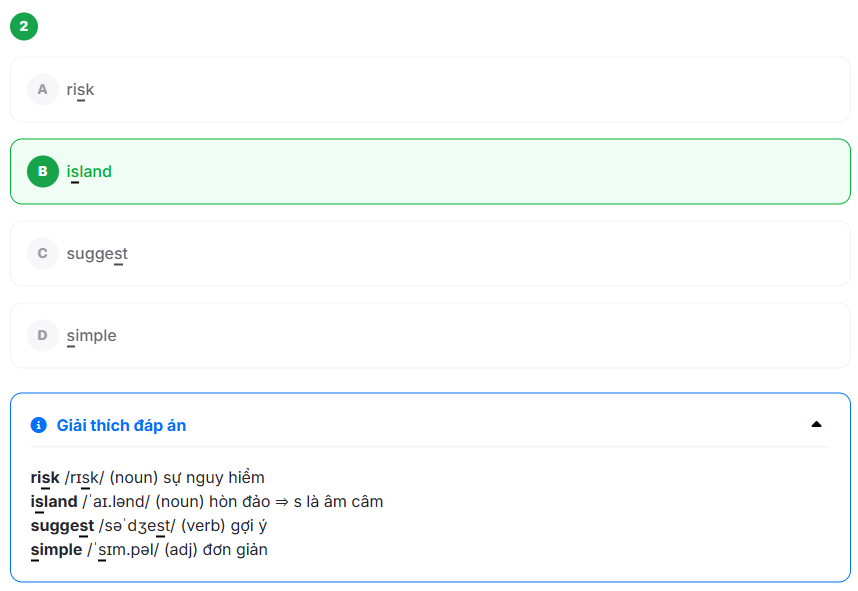 2
A risk
B island
C suggest
D simple
Giải thích đáp án
risk /rɪsk/ (noun) sự nguy hiểm
island /ˈaɪ.lənd/ (noun) hòn đảo ⇒ s là âm câm
suggest /səˈdʒest/ (verb) gợi ý
simple /ˈsɪm.pəl/ (adj) đơn giản